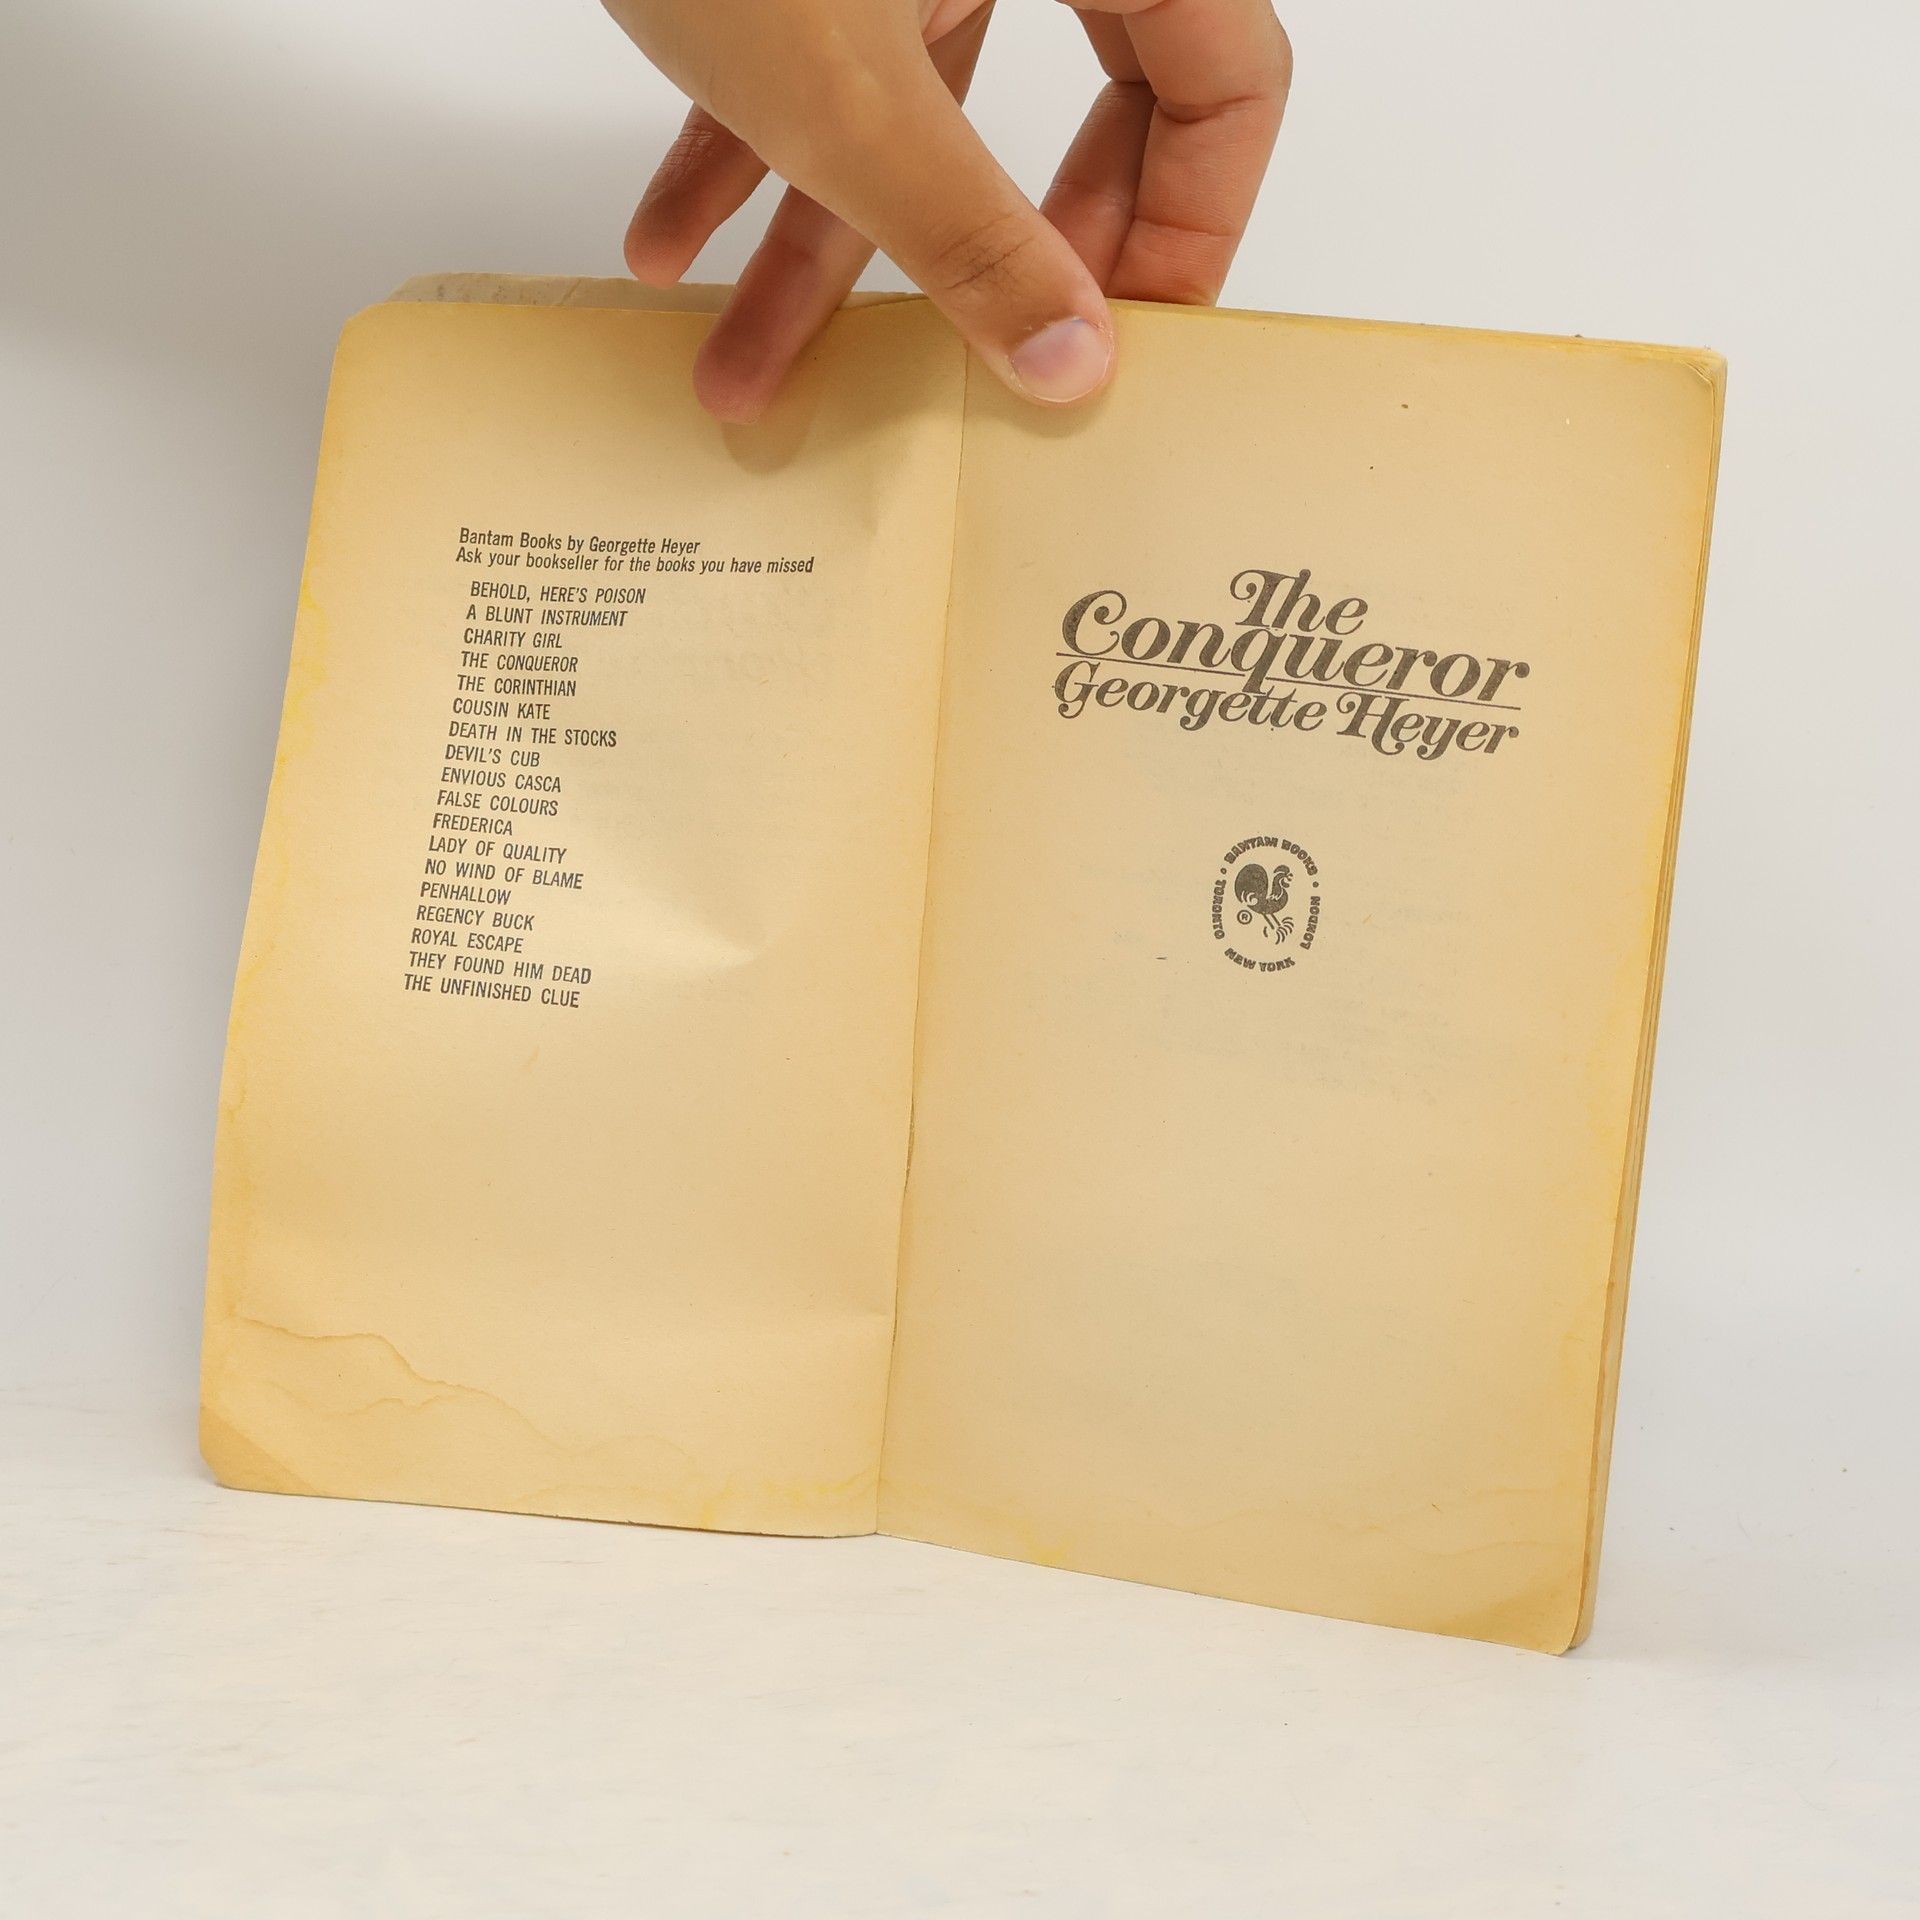 Bantam Books by Georgette Heyer
Ask your bookseller for the books you have missed
BEHOLD, HERE'S POISON
A BLUNT INSTRUMENT
CHARITY GIRL
THE CONQUEROR
THE CORINTHIAN
COUSIN KATE
DEATH IN THE STOCKS
DEVIL'S CUB
ENVIOUS CASCA
FALSE COLOURS
FREDERICA
LADY OF QUALITY
NO WIND OF BLAME
PENHALLOW
REGENCY BUCK
ROYAL ESCAPE
THEY FOUND HIM DEAD
THE UNFINISHED CLUE
The
Conqueror
Georgette Heyer
BANTAM BOOKS • LONDON
NEW YORK
TORONTO •
®